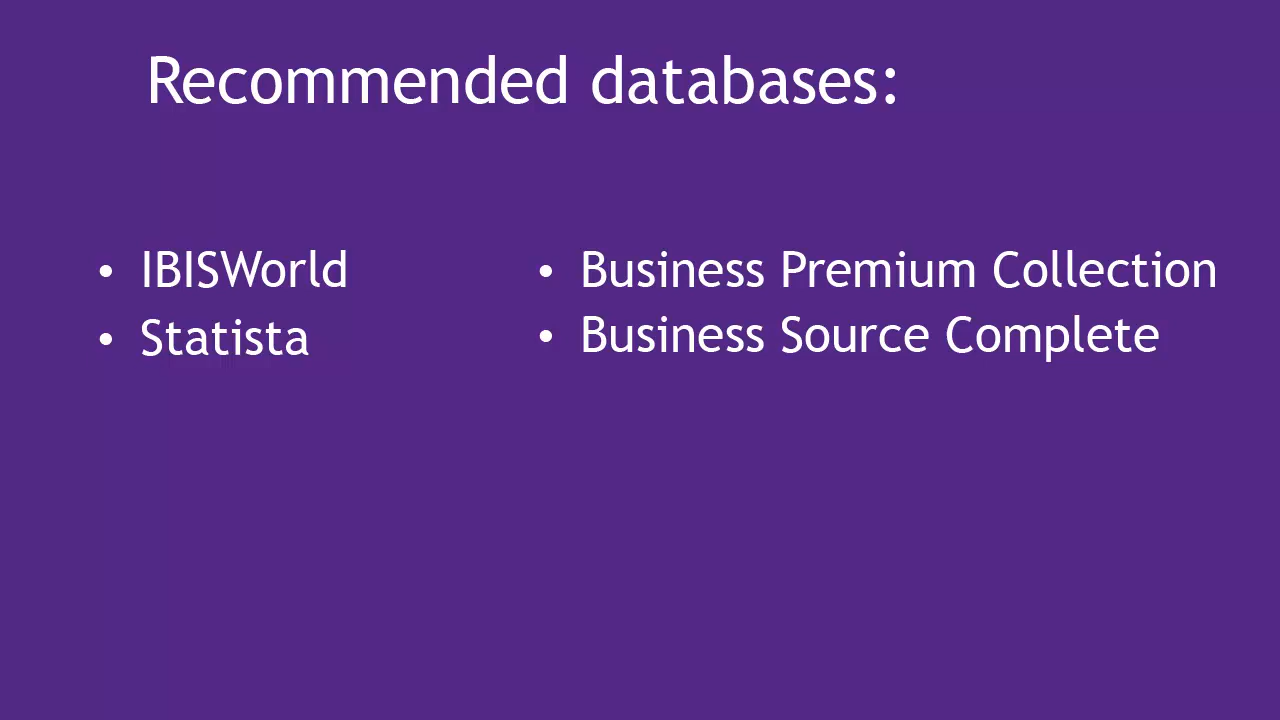 Recommended databases:
• IBISWorld
• Statista
• Business Premium Collection
• Business Source Complete